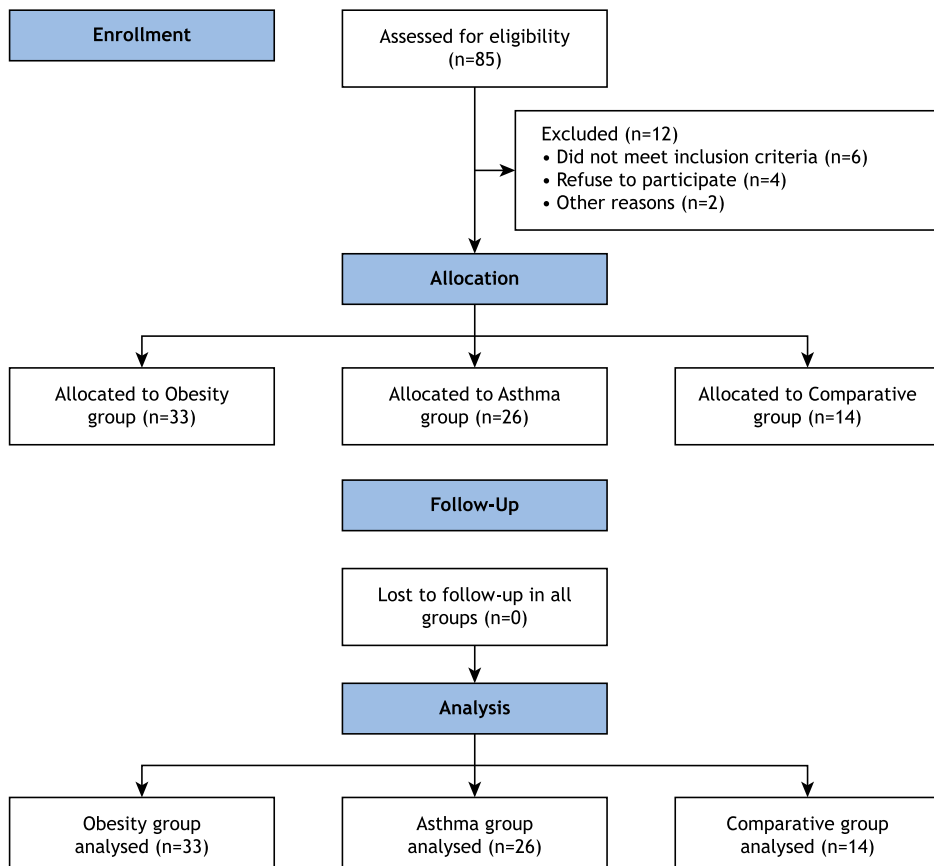 Enrollment
Assessed for eligibility
(n=85)
Excluded (n=12)
• Did not meet inclusion criteria (n=6)
• Refuse to participate (n=4)
• Other reasons (n=2)
Allocation
Allocated to Obesity
group (n=33)
Allocated to Asthma
group (n=26)
Allocated to Comparative
group (n=14)
Follow-Up
Lost to follow-up in all
groups (n=0)
Analysis
Obesity group
analysed (n=33)
Asthma group
analysed (n=26)
Comparative group
analysed (n=14)